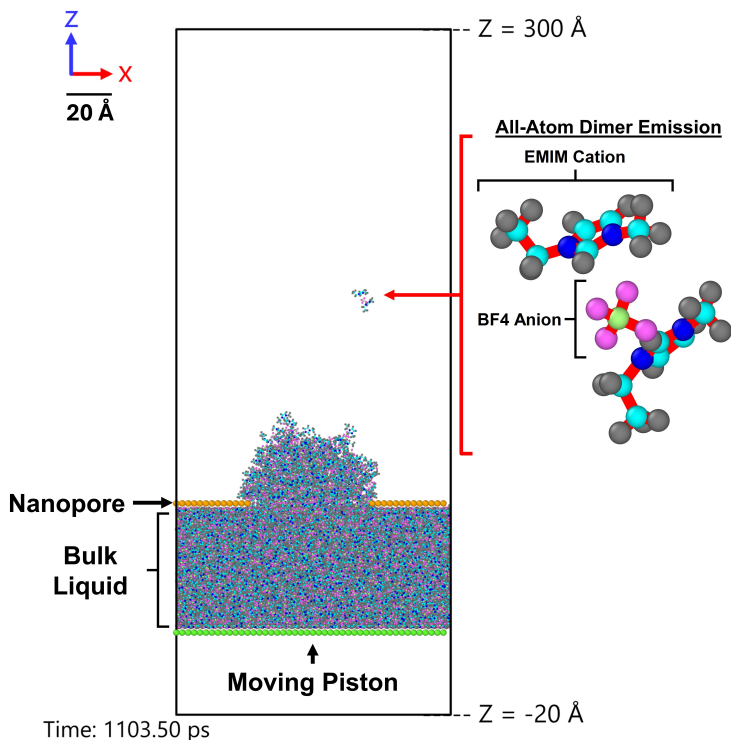 Z
X
20 Å
Z = 300 Å
All-Atom Dimer Emission
EMIM Cation
BF4 Anion
Nanopore
Bulk
Liquid
Moving Piston
Z = -20 Å
Time: 1103.50 ps